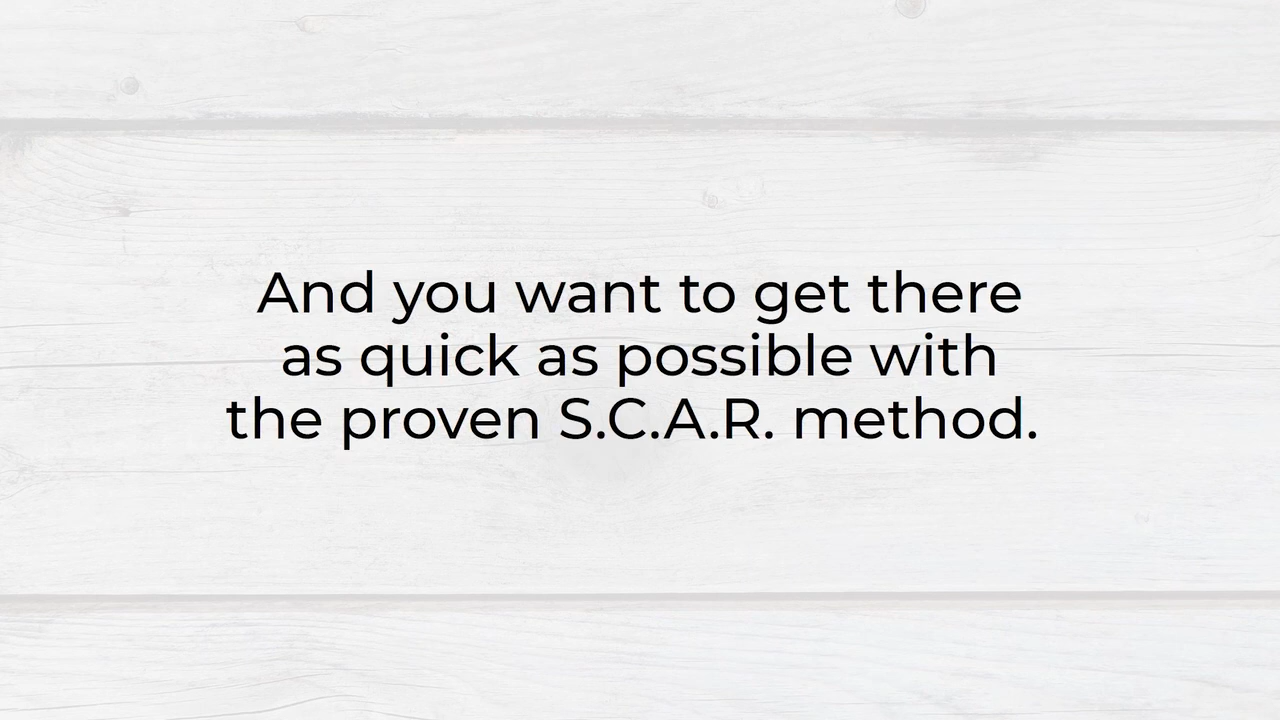 And you want to get there
as quick as possible with
the proven S.C.A.R. method.